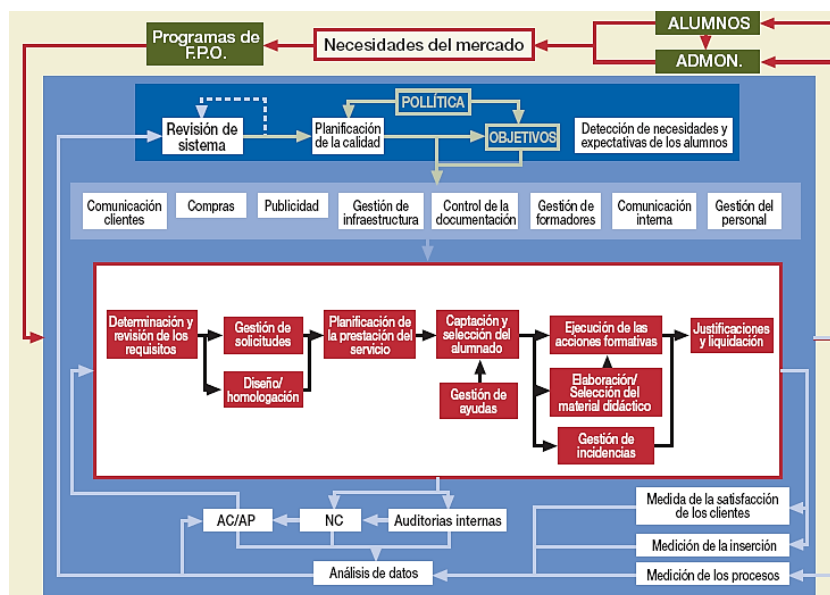 ALUMNOS
Programas de
F.P.O.
Necesidades del mercado
ADMON.
POLLÍTICA
Revisión de
sistema
Planificación
de la calidad
OBJETIVOS
Detección de necesidades y
expectativas de los alumnos
Comunicación
clientes
Compras
Publicidad
Gestión de
infraestructura
Control de la
documentación
Gestión de
formadores
Comunicación
interna
Gestión del
personal
Determinación y
revisión de los
requisitos
Gestión de
solicitudes
Diseño/
homologación
Planificación de
la prestación del
servicio
Captación y
selección del
alumnado
Gestión de
ayudas
Ejecución de las
acciones formativas
Elaboración/
Selección del
material didáctico
Gestión de
incidencias
Justificaciones
y liquidación
AC/AP
NC
Auditorias internas
Análisis de datos
Medida de la satisfacción
de los clientes
Medición de la inserción
Medición de los procesos